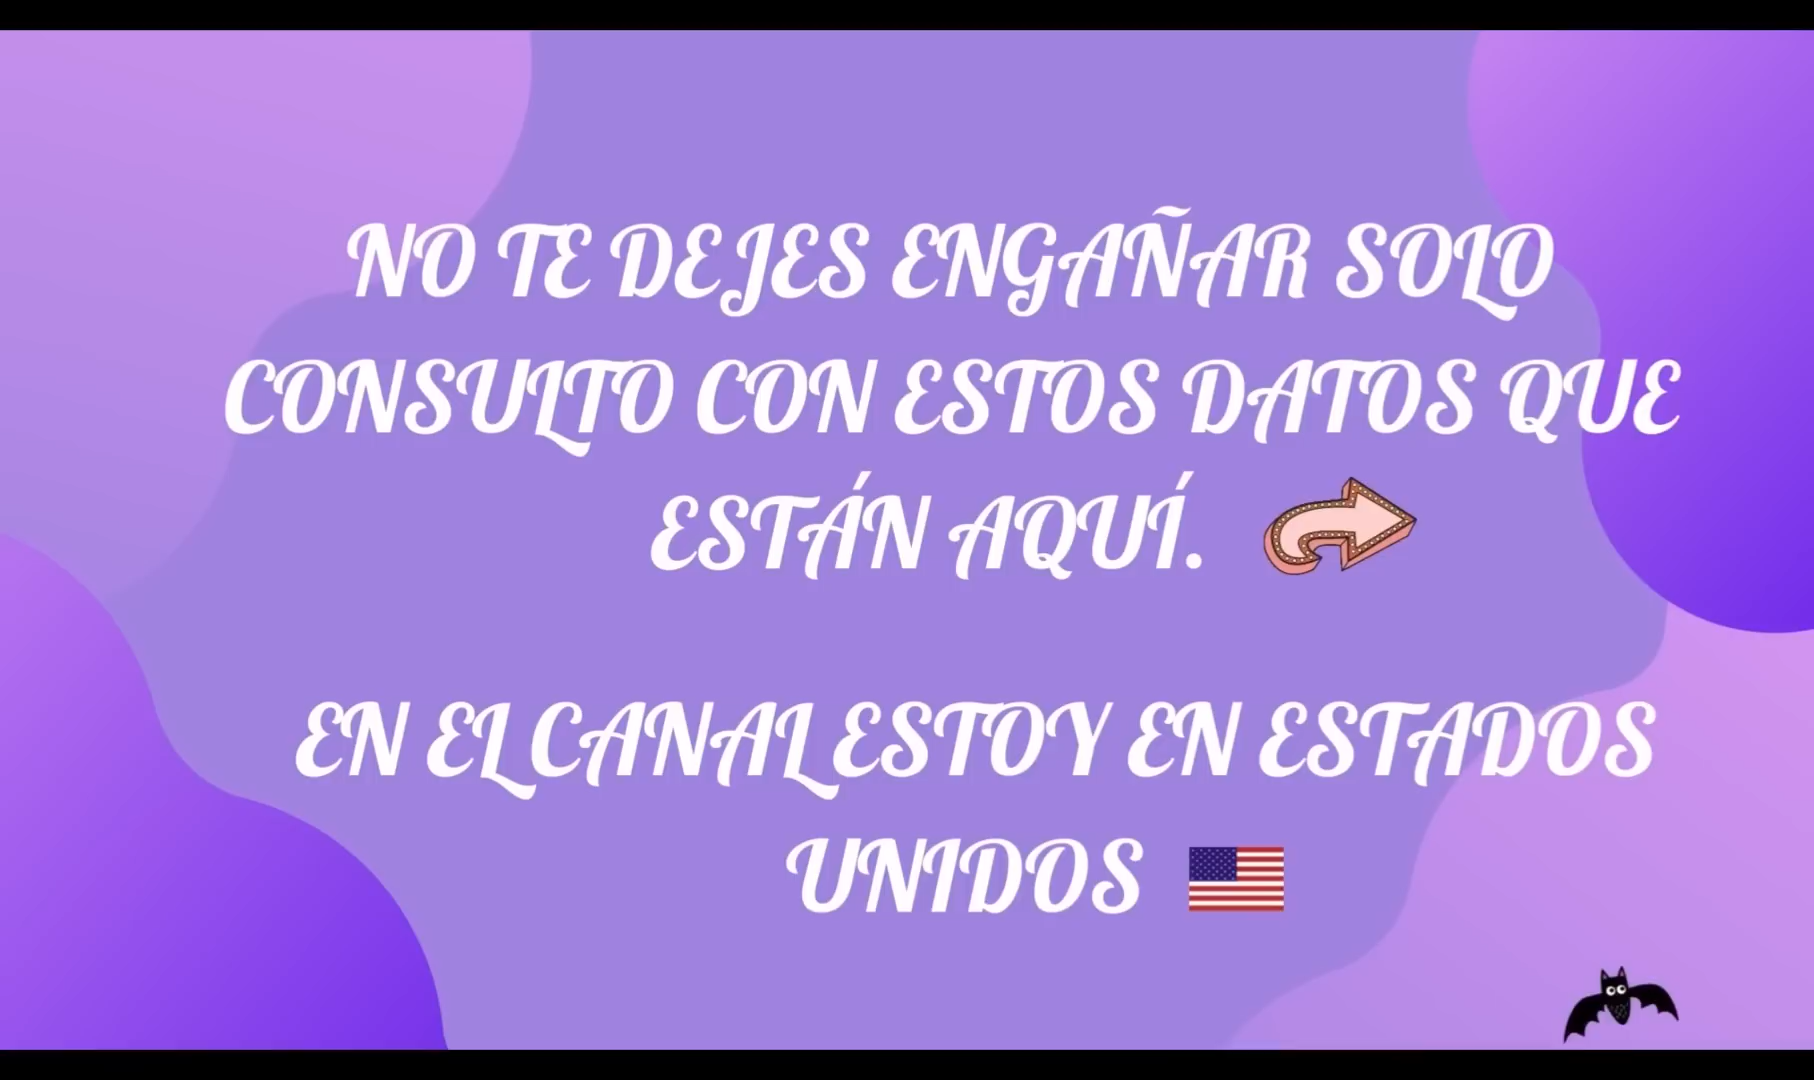 NO TE DEJES ENGAÑAR SOLO
CONSULTO CON ESTOS DATOS QUE
ESTÁN AQUÍ.
EN EL CANAL ESTOY EN ESTADOS
UNIDOS